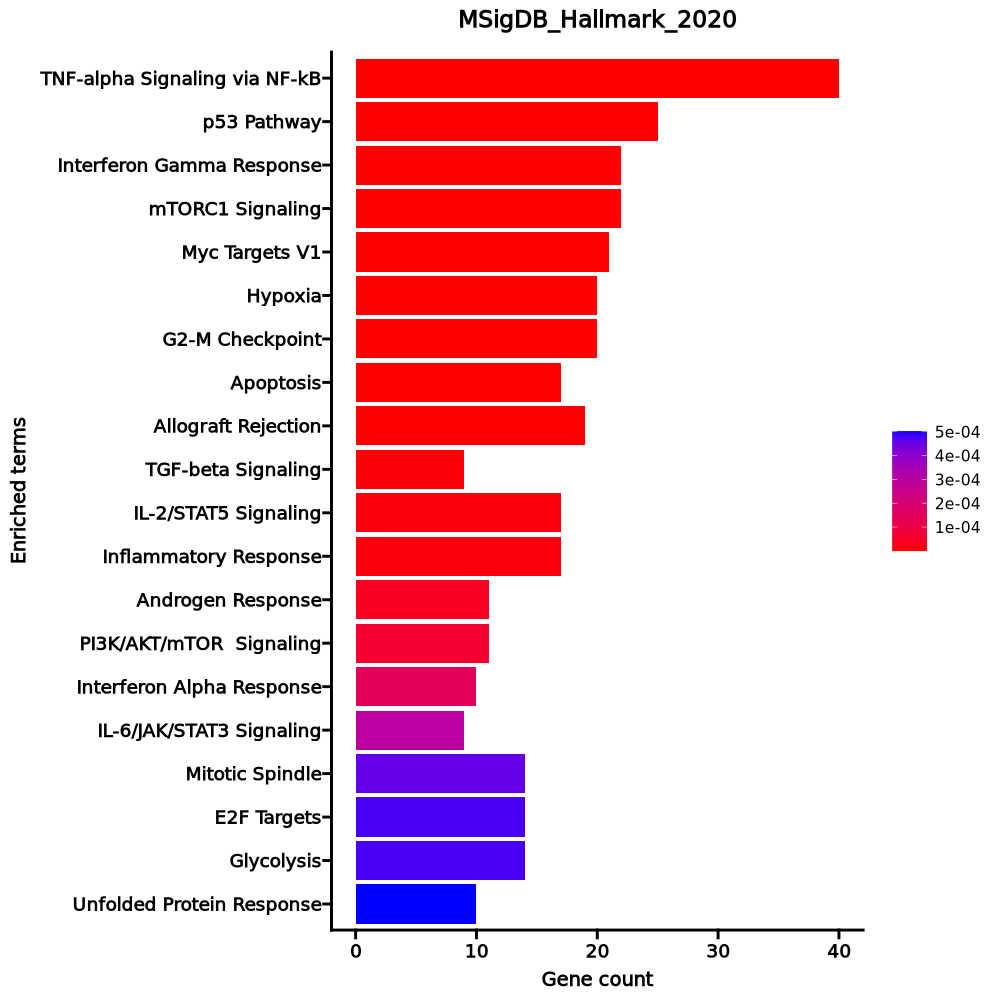 MSigDB_Hallmark_2020
Enriched terms
TNF-alpha Signaling via NF-kB
p53 Pathway
Interferon Gamma Response
mTORC1 Signaling
Myc Targets V1
Hypoxia
G2-M Checkpoint
Apoptosis
Allograft Rejection
TGF-beta Signaling
IL-2/STAT5 Signaling
Inflammatory Response
Androgen Response
PI3K/AKT/mTOR  Signaling
Interferon Alpha Response
IL-6/JAK/STAT3 Signaling
Mitotic Spindle
E2F Targets
Glycolysis
Unfolded Protein Response
0 10 20 30 40
Gene count
5e-04
4e-04
3e-04
2e-04
1e-04